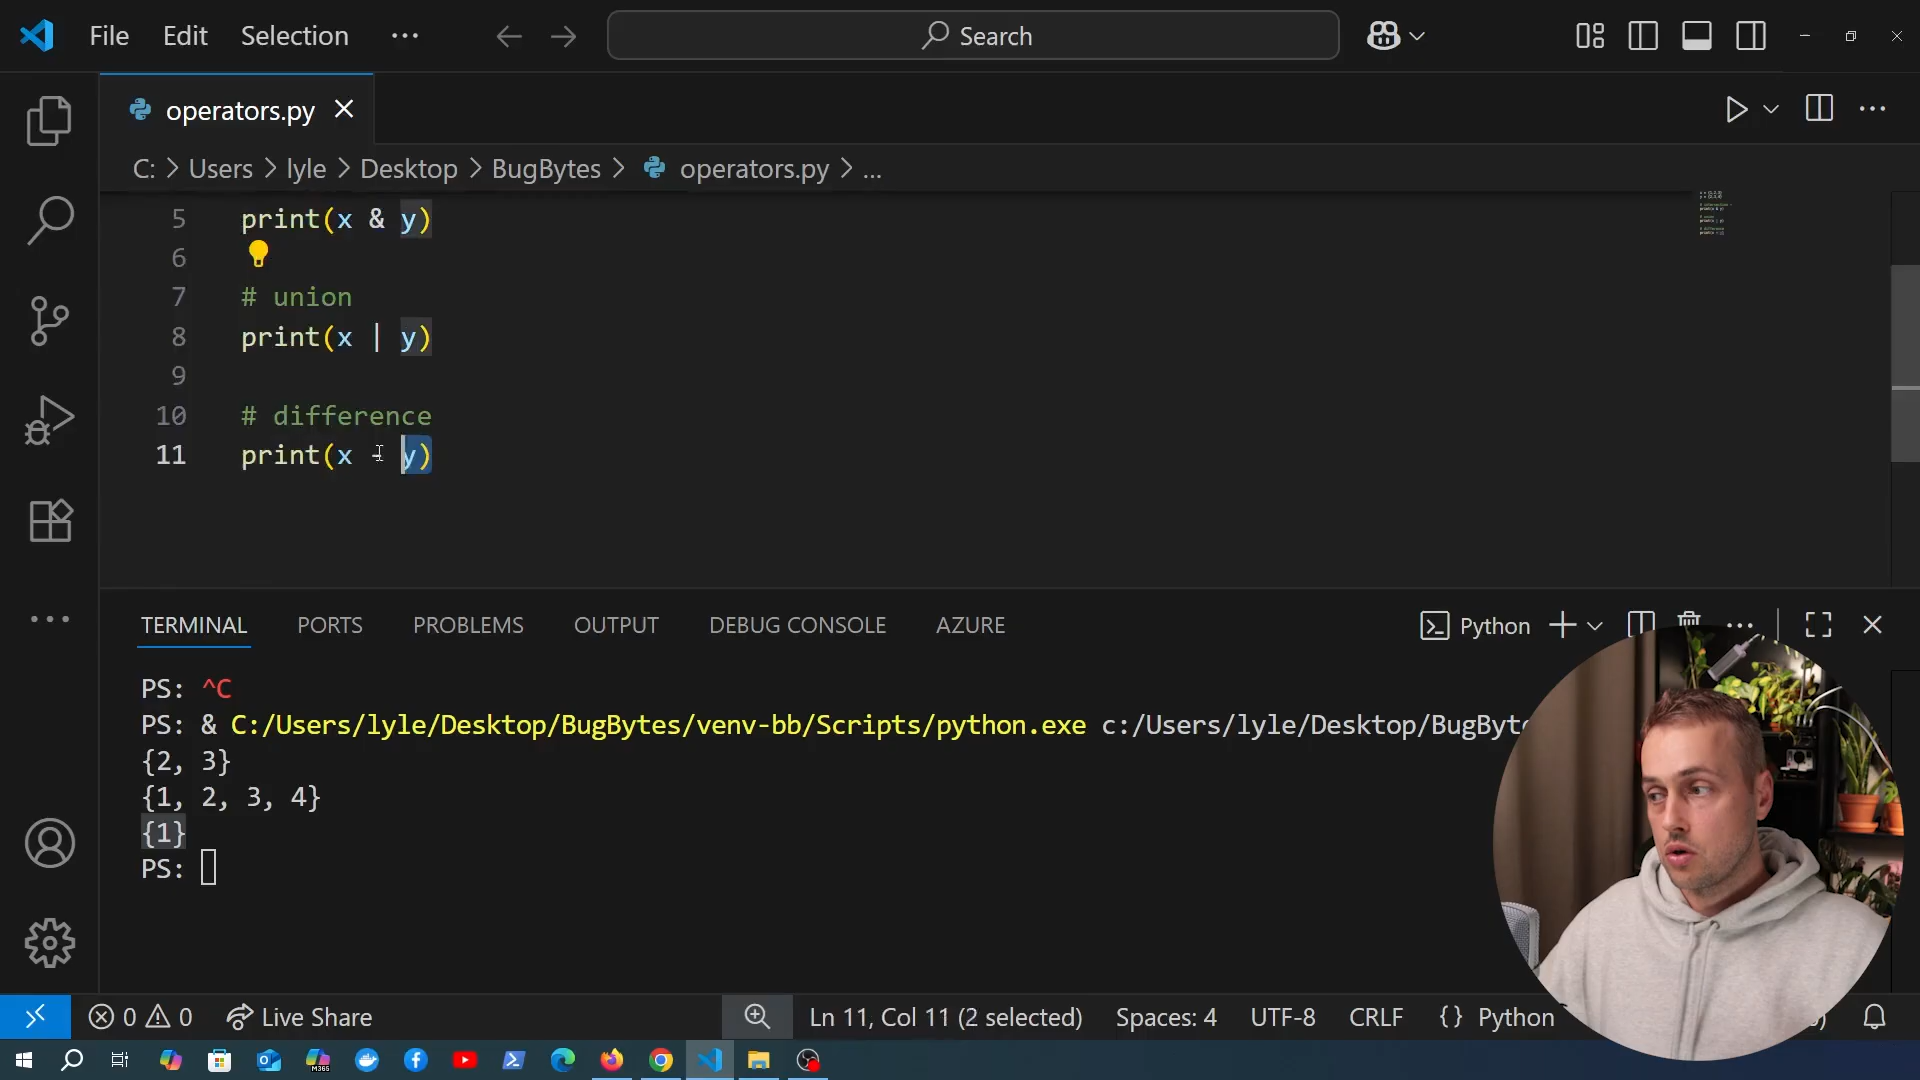 File Edit Selection ··· Search
operators.py
C: > Users > lyle > Desktop > BugBytes > operators.py > ...
5 print(x & y)
6
7 # union
8 print(x | y)
9
10 # difference
11 print(x - y)
TERMINAL PORTS PROBLEMS OUTPUT DEBUG CONSOLE AZURE Python
PS: ^C
PS: & C:/Users/lyle/Desktop/BugBytes/venv-bb/Scripts/python.exe c:/Users/lyle/Desktop/BugByt
{2, 3}
{1, 2, 3, 4}
{1}
PS:
0 0 Live Share Ln 11, Col 11 (2 selected) Spaces: 4 UTF-8 CRLF {} Python